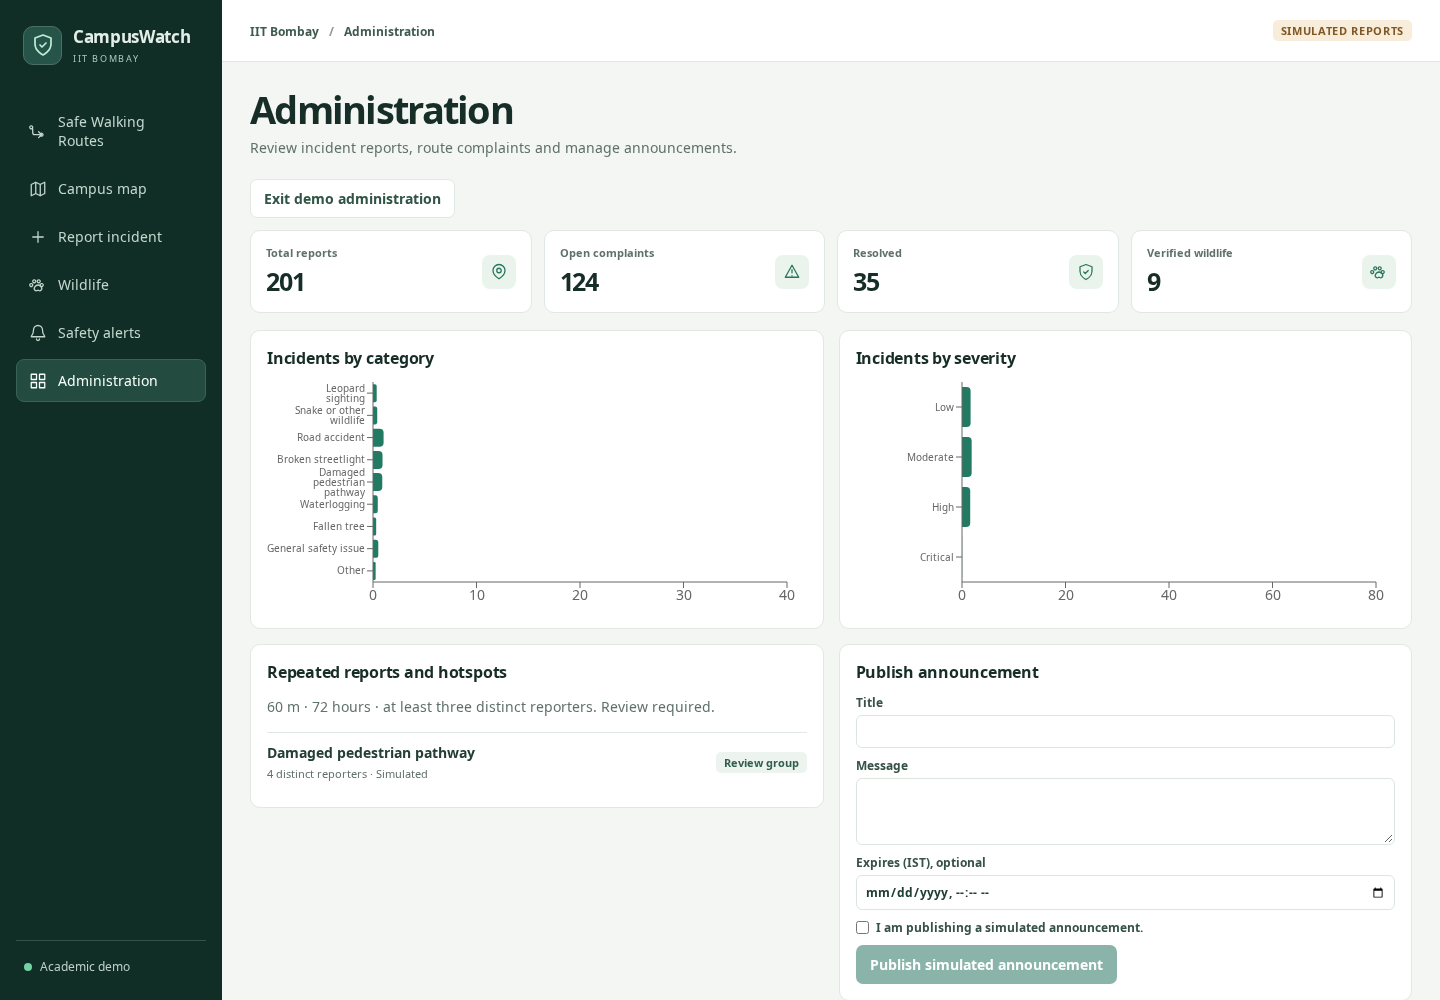 CampusWatch
IIT BOMBAY
Safe Walking
Routes
Campus map
Report incident
Wildlife
Safety alerts
Administration
Academic demo
IIT Bombay / Administration
SIMULATED REPORTS
Administration
Review incident reports, route complaints and manage announcements.
Exit demo administration
Total reports
201
Open complaints
124
Resolved
35
Verified wildlife
9
Incidents by category
Leopard
sighting
Snake or other
wildlife
Road accident
Broken streetlight
Damaged
pedestrian
pathway
Waterlogging
Fallen tree
General safety issue
Other
0 10 20 30 40
Incidents by severity
Low
Moderate
High
Critical
0 20 40 60 80
Repeated reports and hotspots
60 m · 72 hours · at least three distinct reporters. Review required.
Damaged pedestrian pathway
4 distinct reporters · Simulated
Review group
Publish announcement
Title
Message
Expires (IST), optional
mm/dd/yyyy, --:-- --
I am publishing a simulated announcement.
Publish simulated announcement